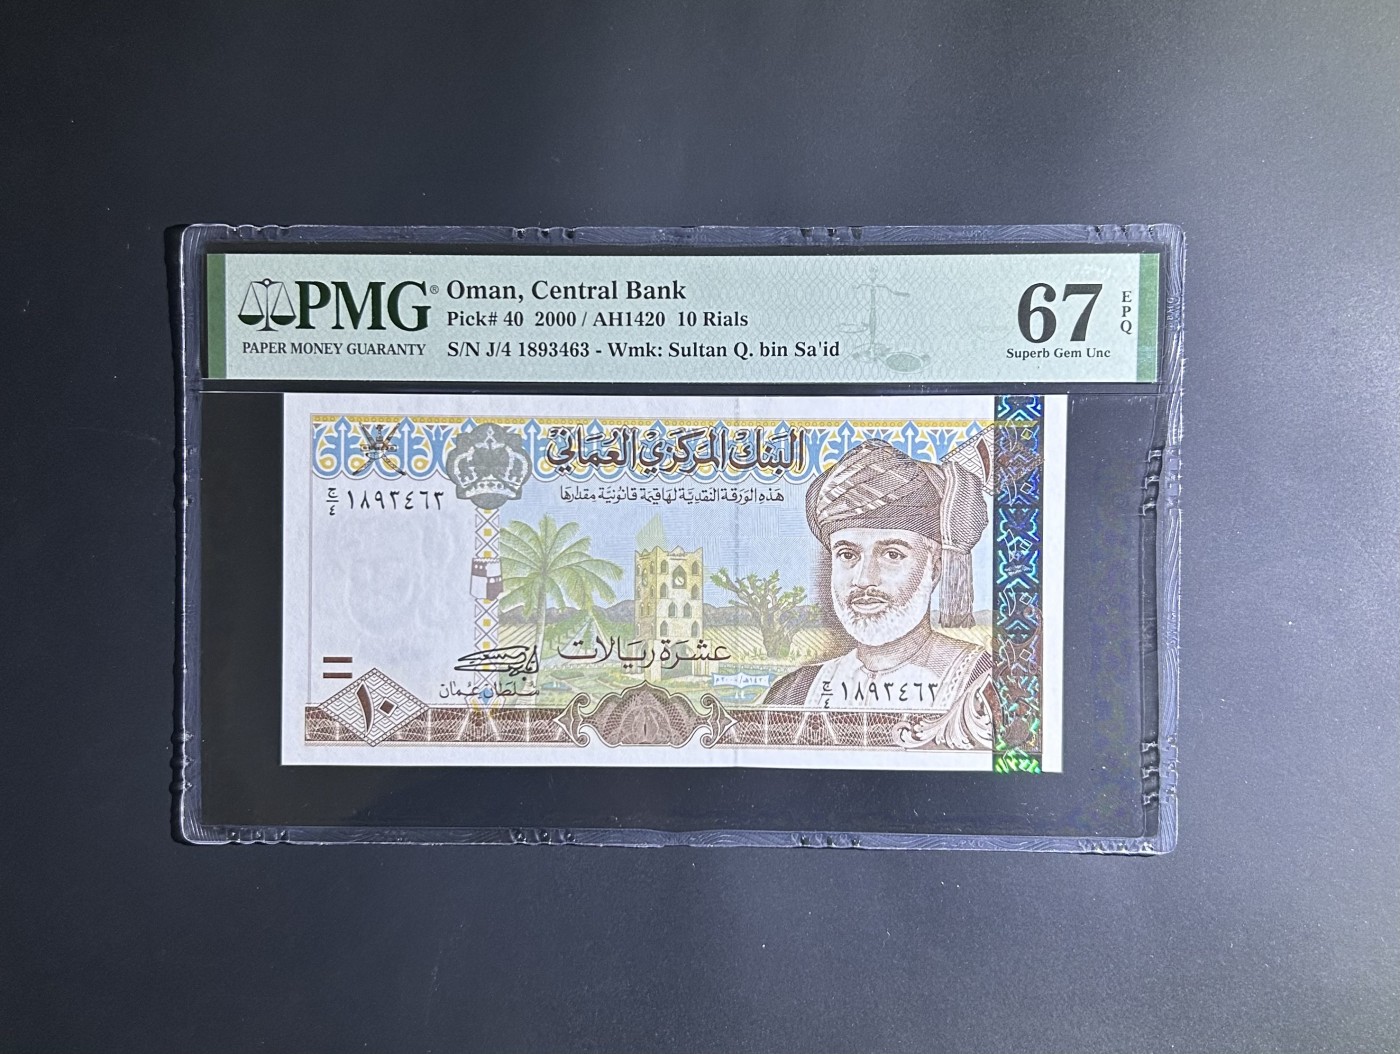 PMG®
PAPER MONEY GUARANTY
Oman, Central Bank
Pick# 40 2000 / AH1420 10 Rials
S/N J/4 1893463 - Wmk: Sultan Q. bin Sa'id
67
EPQ
Superb Gem Unc
البنك المركزي العماني
هذه الورقة النقدية لها قيمة قانونية مقدارها
ج/٤ ١٨٩٣٤٦٣
عشرة ريالات
سلطان عمان
ج/٤ ١٨٩٣٤٦٣
١٠